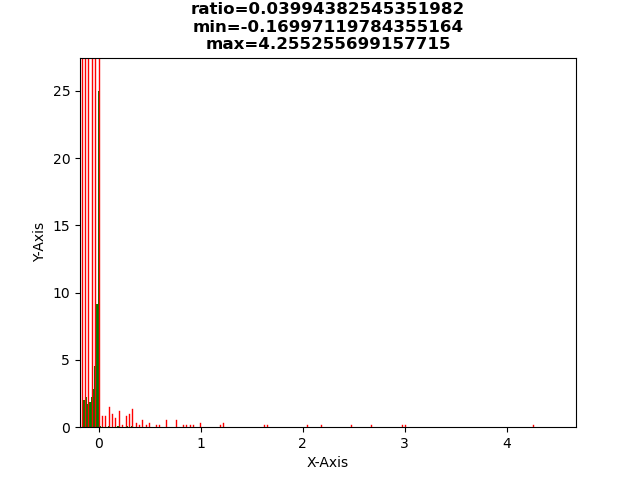 ratio=0.03994382545351982
min=-0.16997119784355164
max=4.255255699157715
25
20
15
10
5
0
Y-Axis
0 1 2 3 4
X-Axis